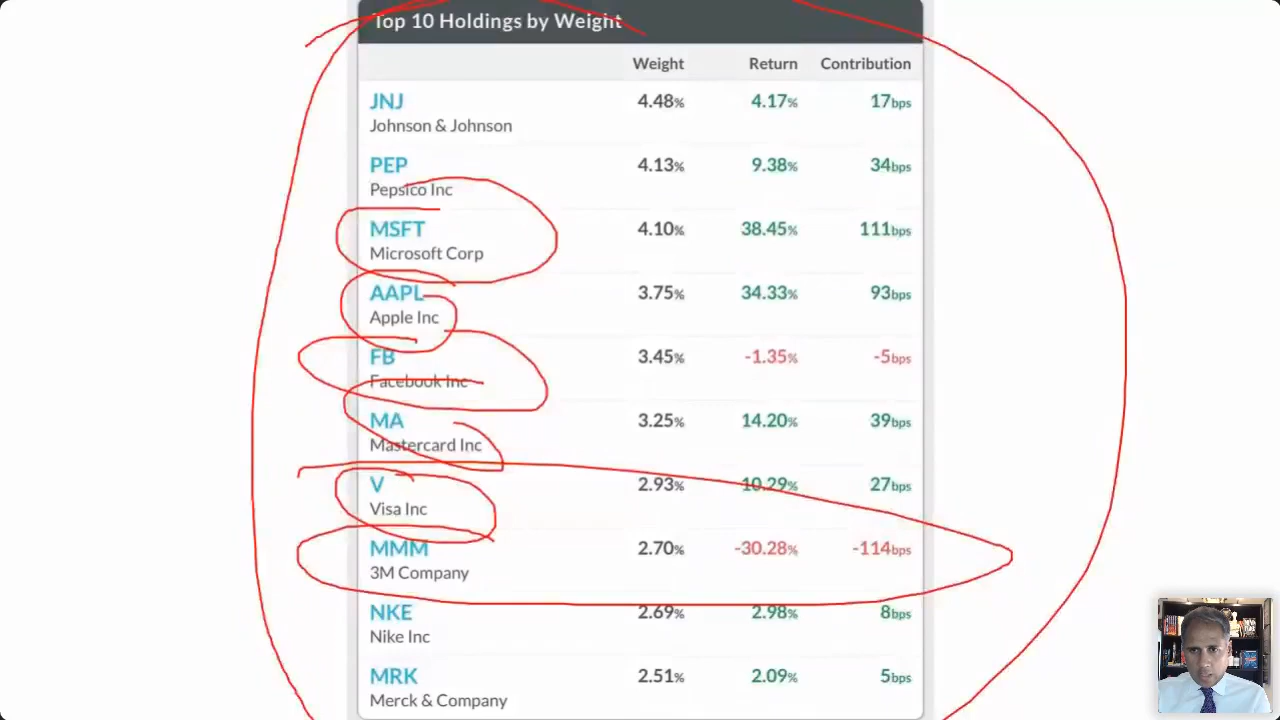 Top 10 Holdings by Weight
Weight Return Contribution
JNJ 4.48% 4.17% 17bps
Johnson & Johnson
PEP 4.13% 9.38% 34bps
Pepsico Inc
MSFT 4.10% 38.45% 111bps
Microsoft Corp
AAPL 3.75% 34.33% 93bps
Apple Inc
FB 3.45% -1.35% -5bps
Facebook Inc
MA 3.25% 14.20% 39bps
Mastercard Inc
V 2.93% 10.29% 27bps
Visa Inc
MMM 2.70% -30.28% -114bps
3M Company
NKE 2.69% 2.98% 8bps
Nike Inc
MRK 2.51% 2.09% 5bps
Merck & Company